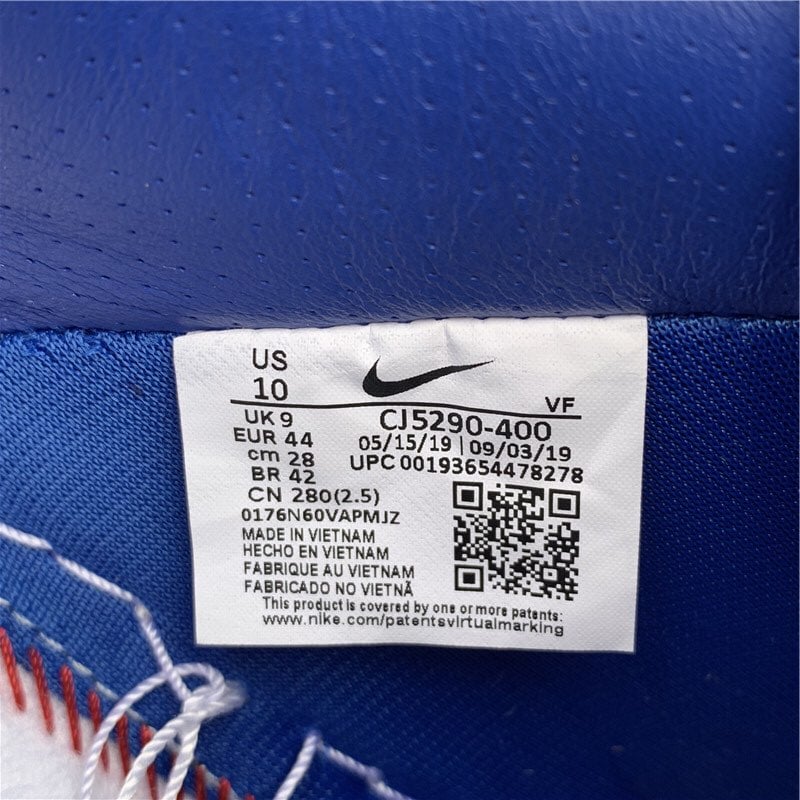 US
10
VF
UK 9
CJ5290-400
EUR 44
05/15/19 | 09/03/19
cm 28
UPC 00193654478278
BR 42
CN 280(2.5)
0176N60VAPMJZ
MADE IN VIETNAM
HECHO EN VIETNAM
FABRIQUE AU VIETNAM
FABRICADO NO VIETNÃ
This product is covered by one or more patents:
www.nike.com/patentsvirtualmarking